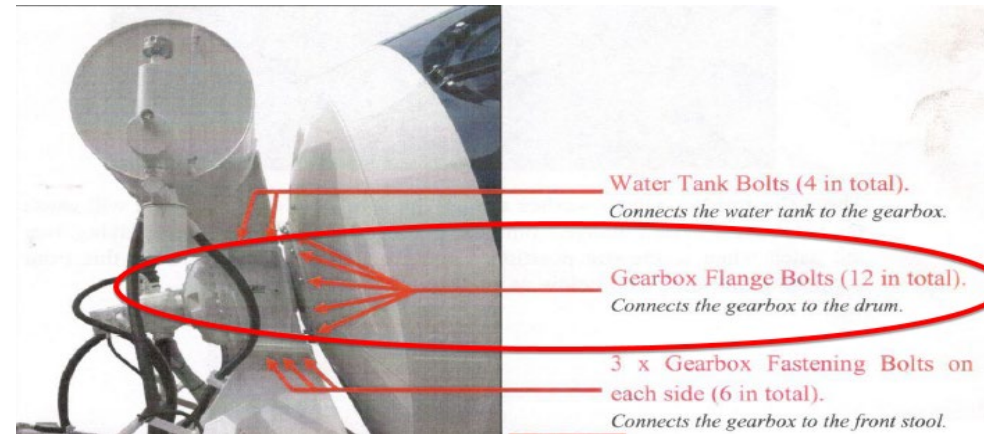 Water Tank Bolts (4 in total).
Connects the water tank to the gearbox.
Gearbox Flange Bolts (12 in total).
Connects the gearbox to the drum.
3 x Gearbox Fastening Bolts on
each side (6 in total).
Connects the gearbox to the front stool.